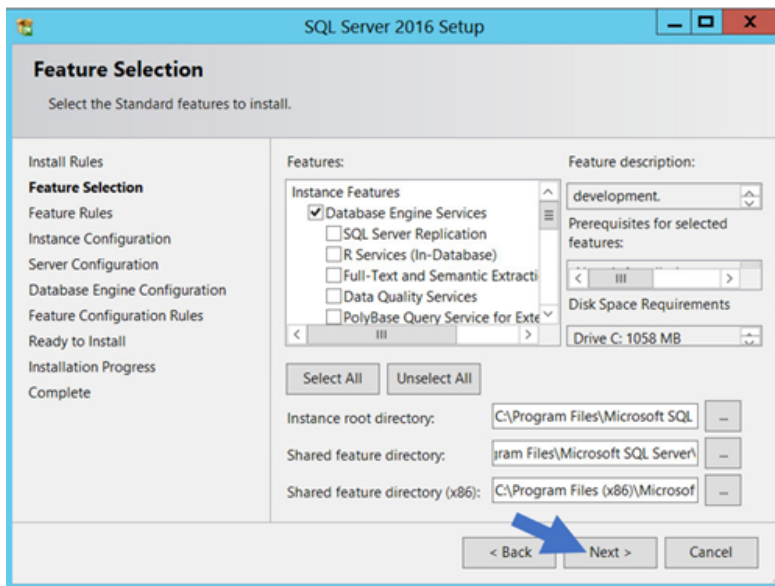 SQL Server 2016 Setup
Feature Selection
Select the Standard features to install.
Install Rules
Feature Selection
Feature Rules
Instance Configuration
Server Configuration
Database Engine Configuration
Feature Configuration Rules
Ready to Install
Installation Progress
Complete
Features:
Instance Features
Database Engine Services
SQL Server Replication
R Services (In-Database)
Full-Text and Semantic Extracti
Data Quality Services
PolyBase Query Service for Exte
Feature description:
development.
Prerequisites for selected
features:
Disk Space Requirements
Drive C: 1058 MB
Select All
Unselect All
Instance root directory:
C:\Program Files\Microsoft SQL
...
Shared feature directory:
gram Files\Microsoft SQL Server\
...
Shared feature directory (x86):
C:\Program Files (x86)\Microsof
...
< Back
Next >
Cancel